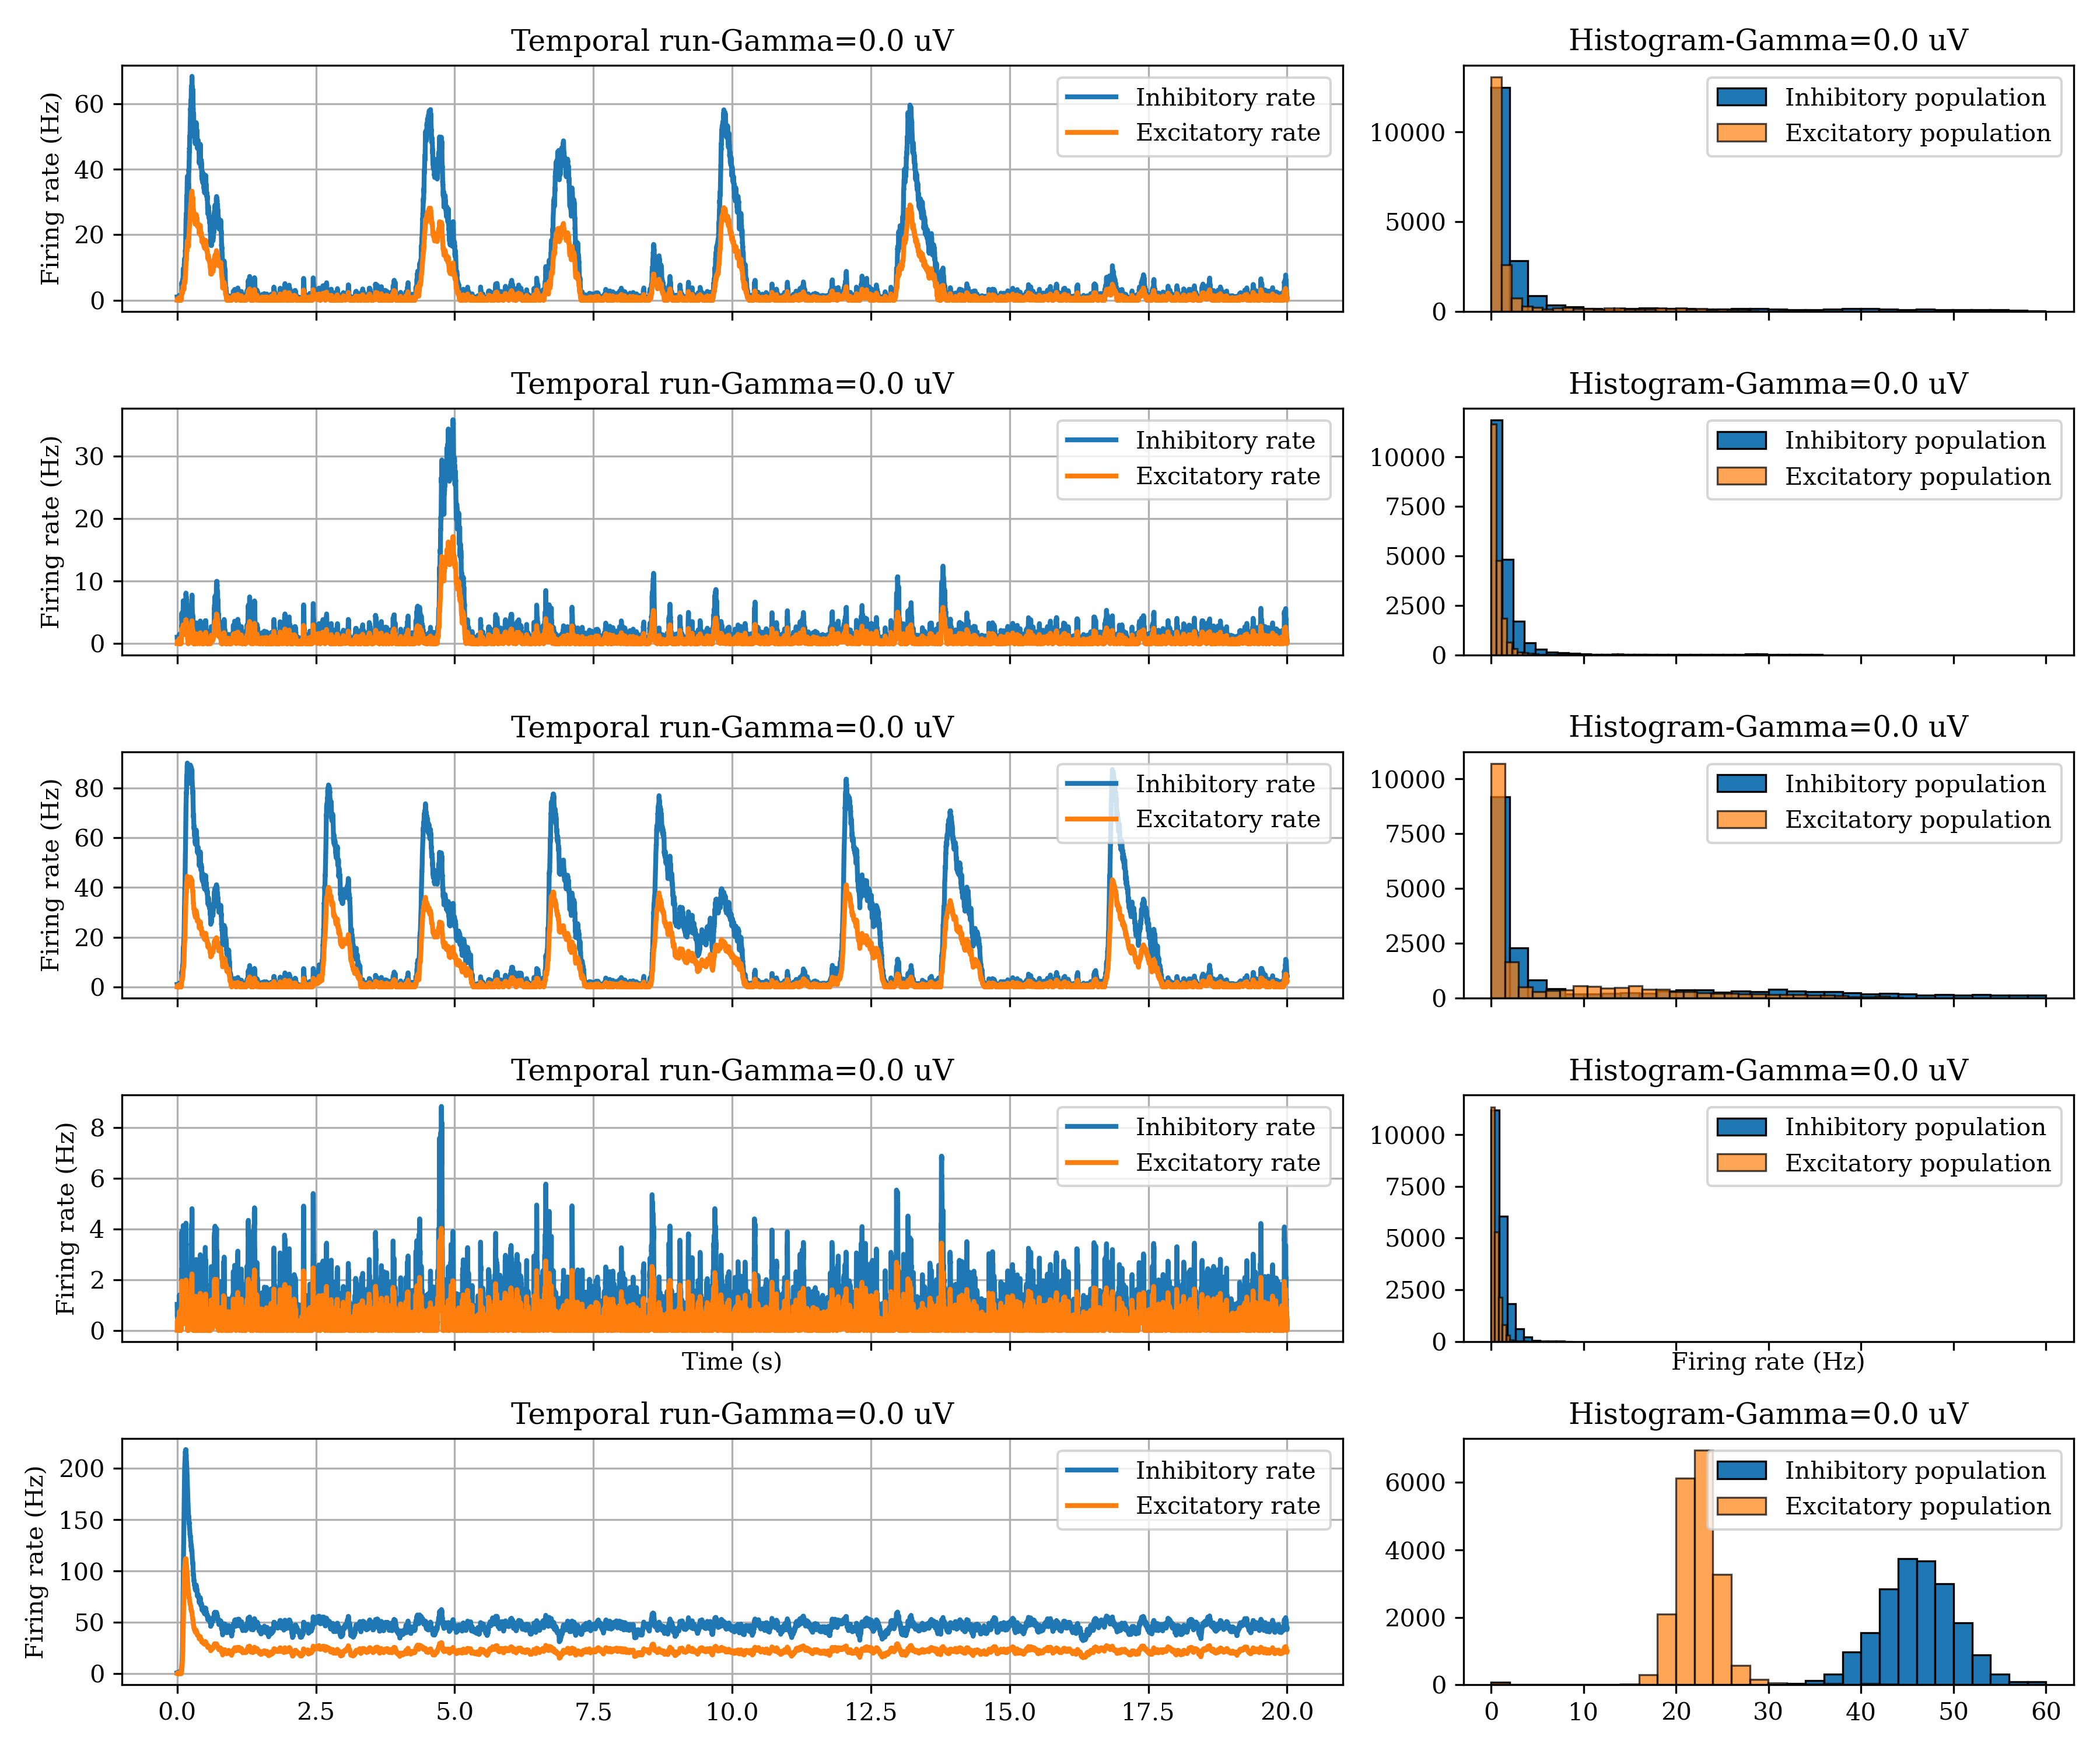 Temporal run-Gamma=0.0 uV
Histogram-Gamma=0.0 uV
Firing rate (Hz)
60
40
20
0
Inhibitory rate
Excitatory rate
10000
5000
0
Inhibitory population
Excitatory population
Temporal run-Gamma=0.0 uV
Histogram-Gamma=0.0 uV
Firing rate (Hz)
30
20
10
0
Inhibitory rate
Excitatory rate
10000
7500
5000
2500
0
Inhibitory population
Excitatory population
Temporal run-Gamma=0.0 uV
Histogram-Gamma=0.0 uV
Firing rate (Hz)
80
60
40
20
0
Inhibitory rate
Excitatory rate
10000
7500
5000
2500
0
Inhibitory population
Excitatory population
Temporal run-Gamma=0.0 uV
Histogram-Gamma=0.0 uV
Firing rate (Hz)
8
6
4
2
0
Inhibitory rate
Excitatory rate
Time (s)
10000
7500
5000
2500
0
Inhibitory population
Excitatory population
Firing rate (Hz)
Temporal run-Gamma=0.0 uV
Histogram-Gamma=0.0 uV
Firing rate (Hz)
200
150
100
50
0
Inhibitory rate
Excitatory rate
0.0 2.5 5.0 7.5 10.0 12.5 15.0 17.5 20.0
6000
4000
2000
0
Inhibitory population
Excitatory population
0 10 20 30 40 50 60